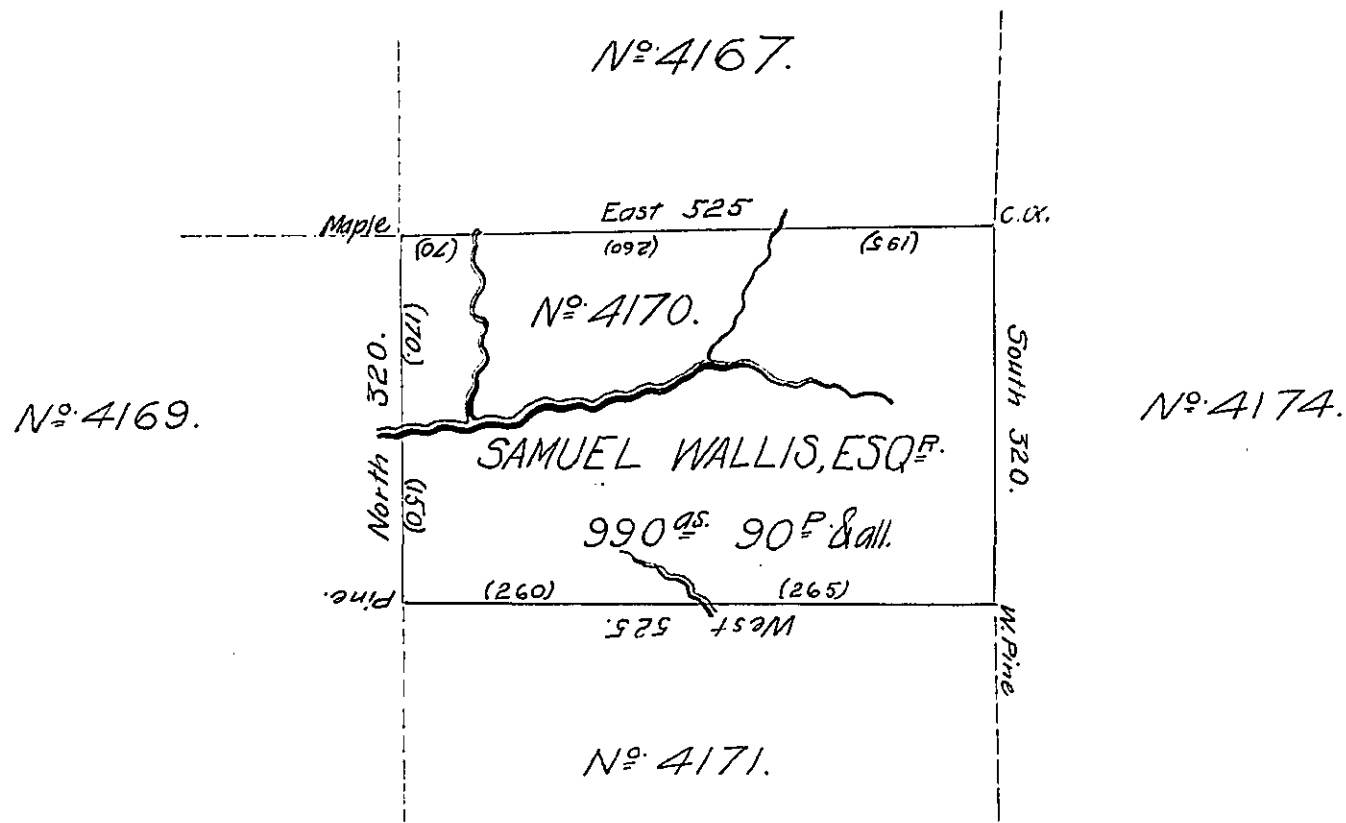 Nº. 4167.
East 525
Maple
C.O.
(70)
(260)
(195)
Nº. 4170.
(170.)
North 320.
South 320.
Nº. 4169.
Nº. 4174.
SAMUEL WALLIS, ESQR.
(150)
990 as. 90 P. & all.
Pine.
(260)
(265)
West 525.
W. Pine
Nº. 4171.